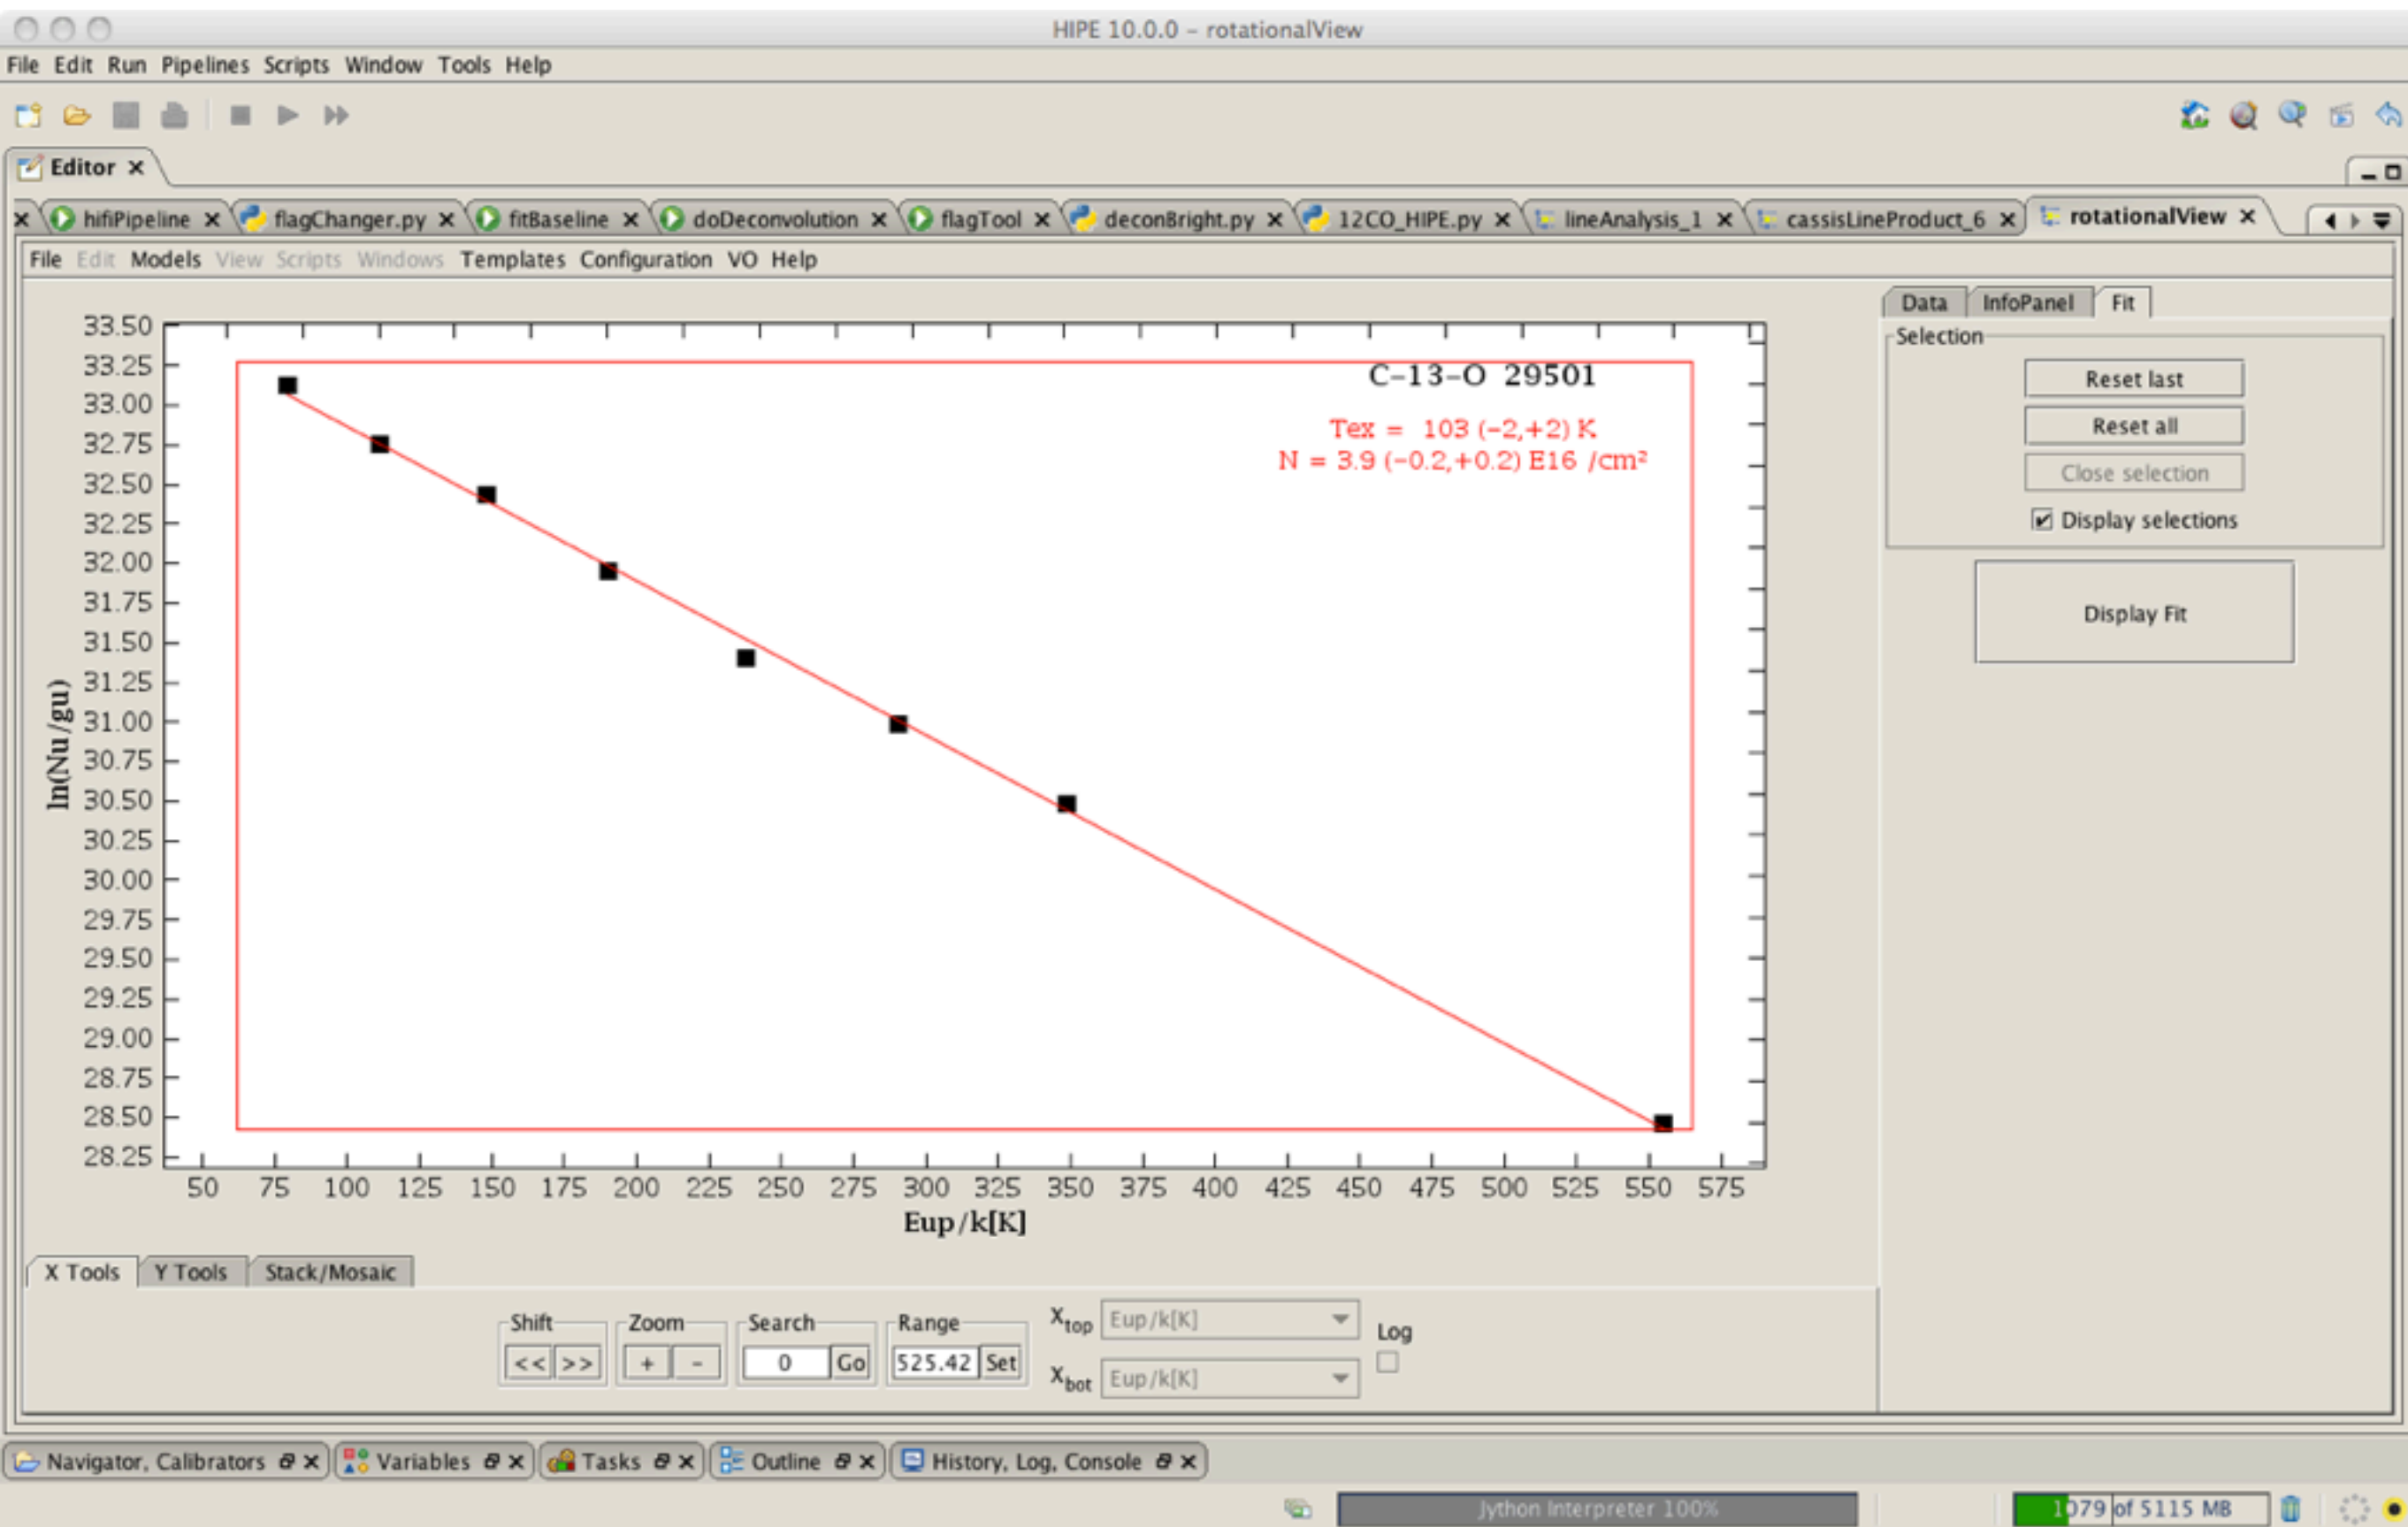 HIPE 10.0.0 – rotationalView
File Edit Run Pipelines Scripts Window Tools Help
Editor
hifiPipeline flagChanger.py fitBaseline doDeconvolution flagTool deconBright.py 12CO_HIPE.py lineAnalysis_1 cassisLineProduct_6 rotationalView
File Edit Models View Scripts Windows Templates Configuration VO Help
Data InfoPanel Fit
Selection
Reset last
Reset all
Close selection
Display selections
Display Fit
C-13-O 29501
Tex = 103 (-2,+2) K
N = 3.9 (-0.2,+0.2) E16 /cm²
ln(Nu/gu)
33.50
33.25
33.00
32.75
32.50
32.25
32.00
31.75
31.50
31.25
31.00
30.75
30.50
30.25
30.00
29.75
29.50
29.25
29.00
28.75
28.50
28.25
50 75 100 125 150 175 200 225 250 275 300 325 350 375 400 425 450 475 500 525 550 575
Eup/k[K]
X Tools Y Tools Stack/Mosaic
Shift Zoom Search Range
<< >> + - 0 Go 525.42 Set
Xtop Eup/k[K]
Xbot Eup/k[K]
Log
Navigator, Calibrators Variables Tasks Outline History, Log, Console
Jython Interpreter 100%
1079 of 5115 MB